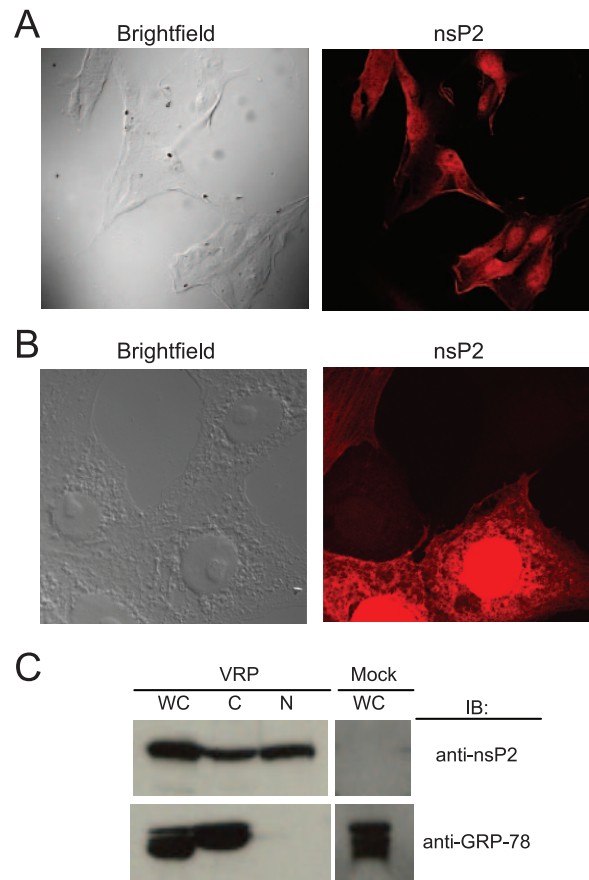 A
Brightfield nsP2
B
Brightfield nsP2
C
VRP Mock
WC C N WC IB:
anti-nsP2
anti-GRP-78